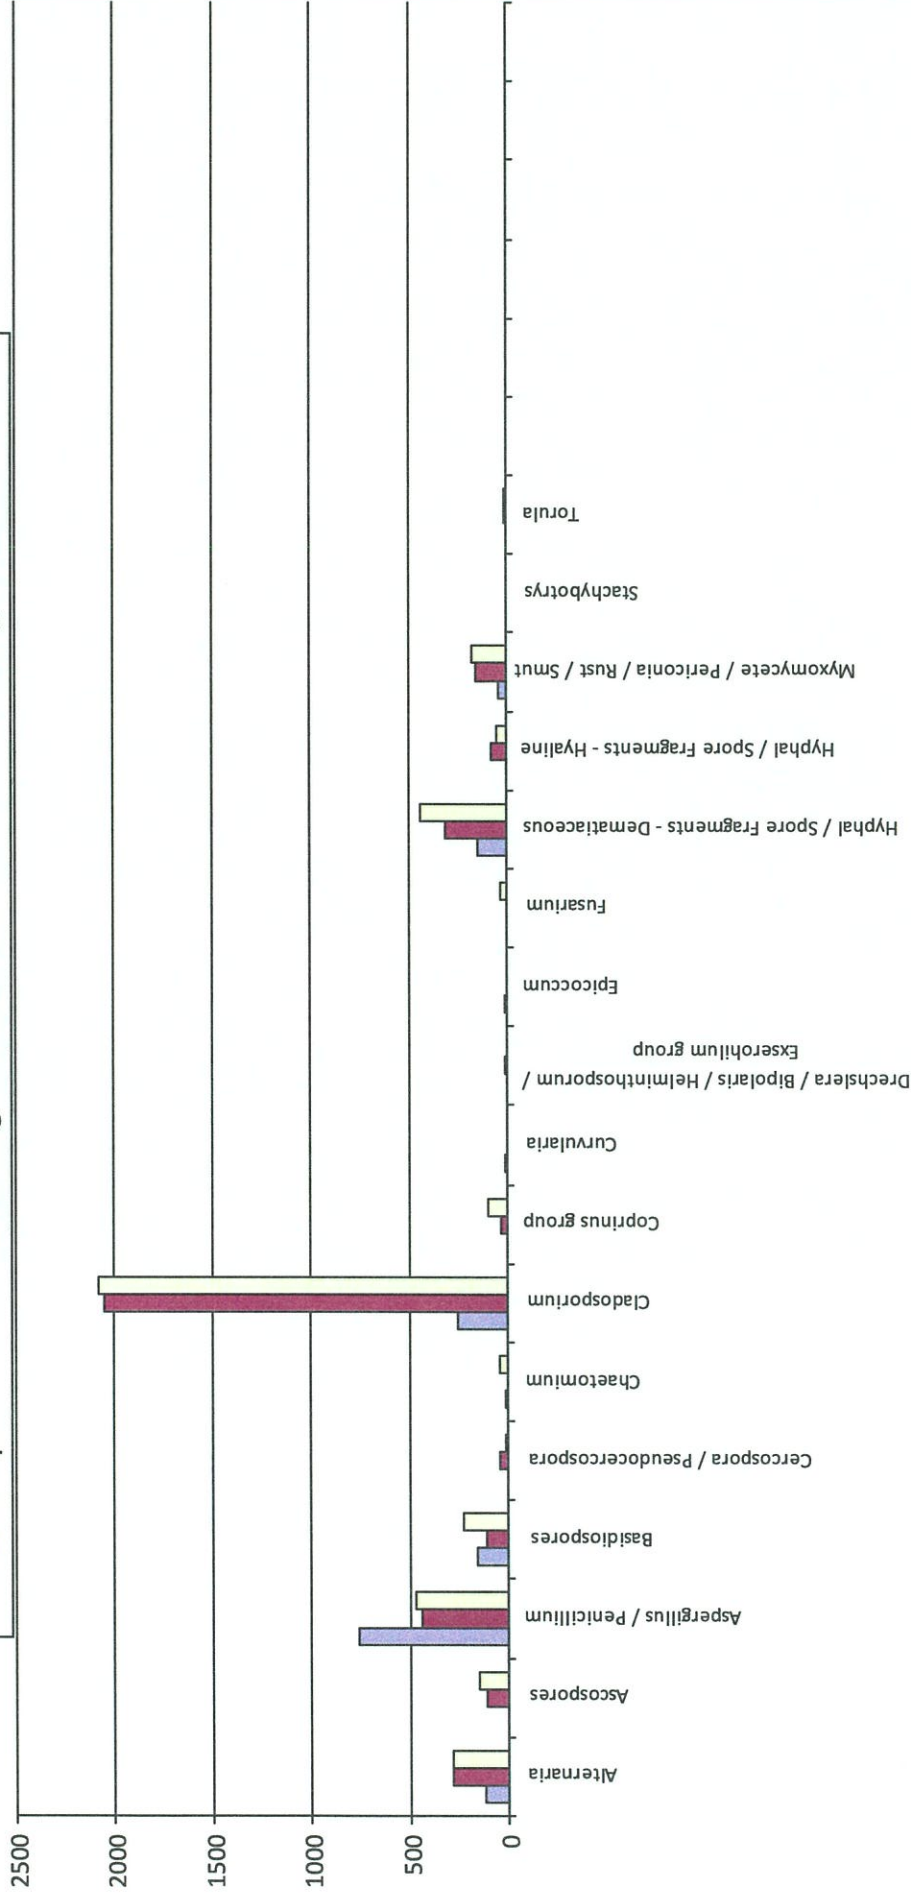 2500
2000
1500
1000
500
0
Alternaria
Ascospores
Aspergillus / Penicillium
Basidiospores
Cercospora / Pseudocercospora
Chaetomium
Cladosporium
Coprinus group
Curvularia
Drechslera / Bipolaris / Helminthosporum /
Exserohilum group
Epicoccum
Fusarium
Hyphal / Spore Fragments - Dematiaceous
Hyphal / Spore Fragments - Hyaline
Myxomycete / Periconia / Rust / Smut
Stachybotrys
Torula